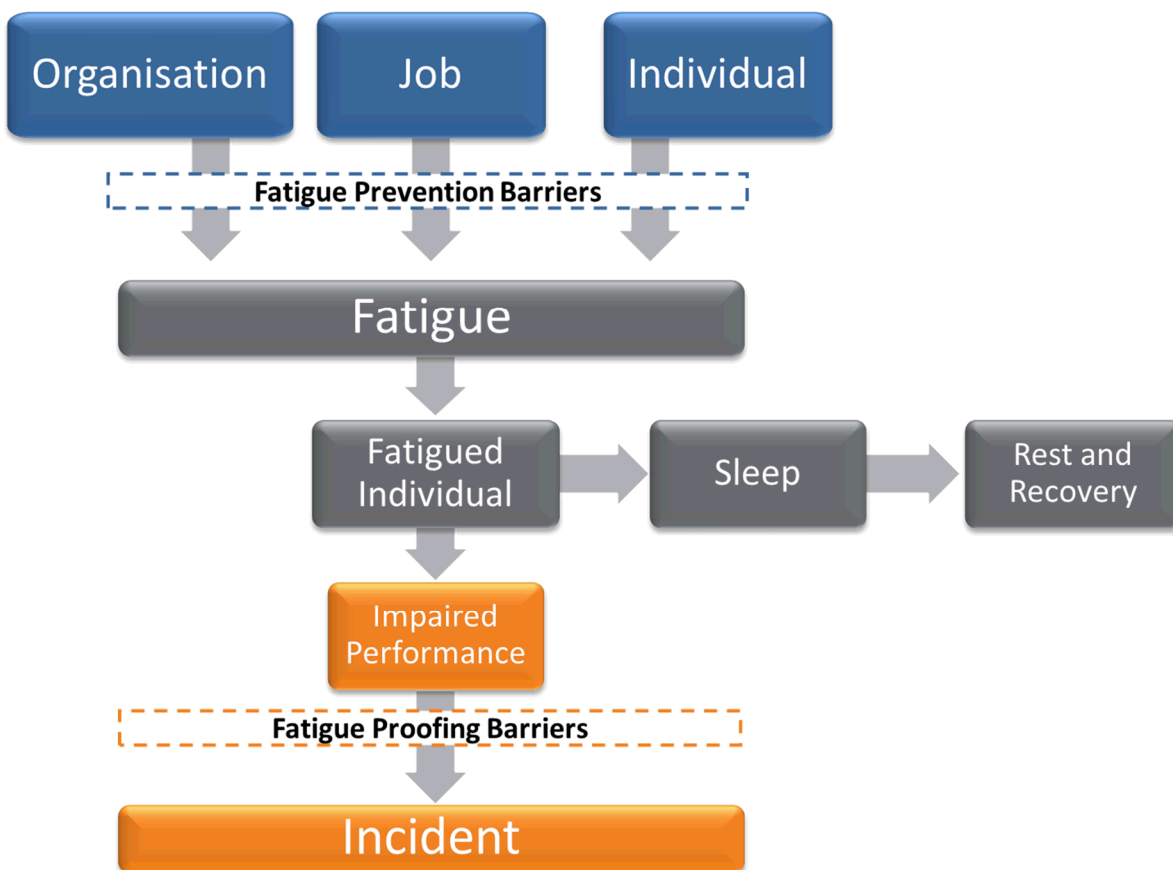 Organisation
Job
Individual
Fatigue Prevention Barriers
Fatigue
Fatigued
Individual
Sleep
Rest and
Recovery
Impaired
Performance
Fatigue Proofing Barriers
Incident